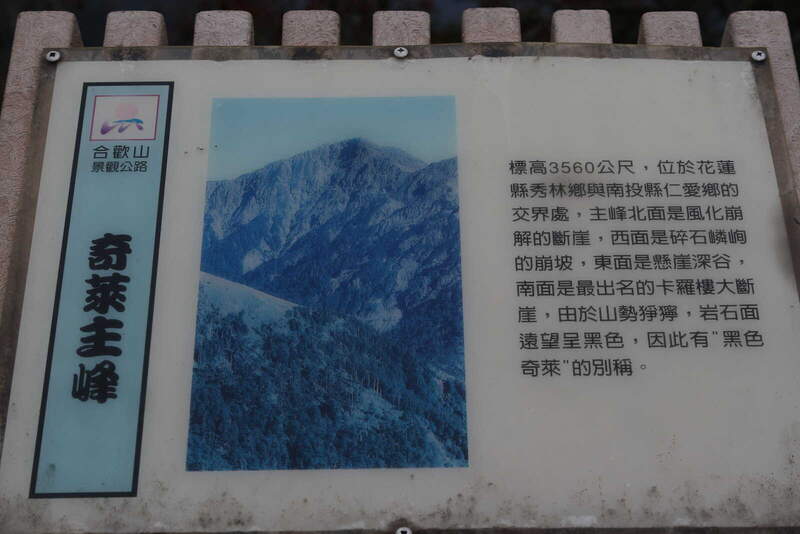 合歡山
景觀公路
奇萊主峰
標高3560公尺，位於花蓮
縣秀林鄉與南投縣仁愛鄉的
交界處，主峰北面是風化崩
解的斷崖，西面是碎石嶙峋
的崩坡，東面是懸崖深谷，
南面是最出名的卡羅樓大斷
崖，由於山勢猙獰，岩石面
遠望呈黑色，因此有"黑色
奇萊"的別稱。